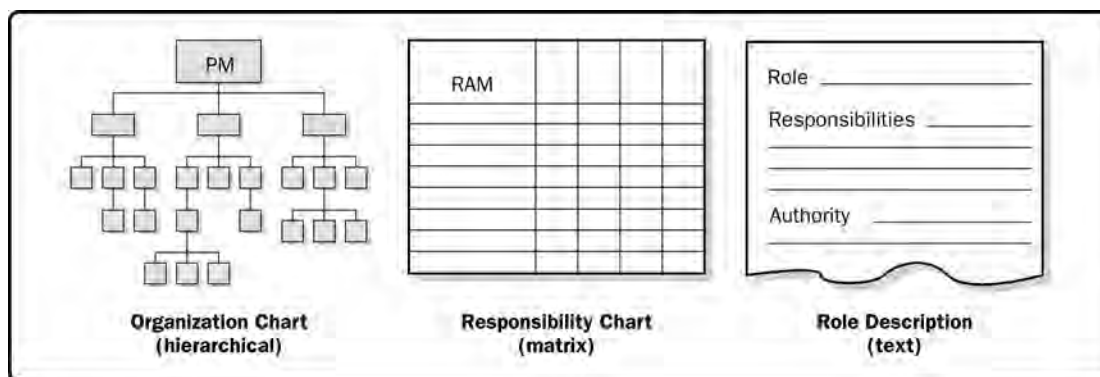 PM
Organization Chart
(hierarchical)
RAM
Responsibility Chart
(matrix)
Role
Responsibilities
Authority
Role Description
(text)